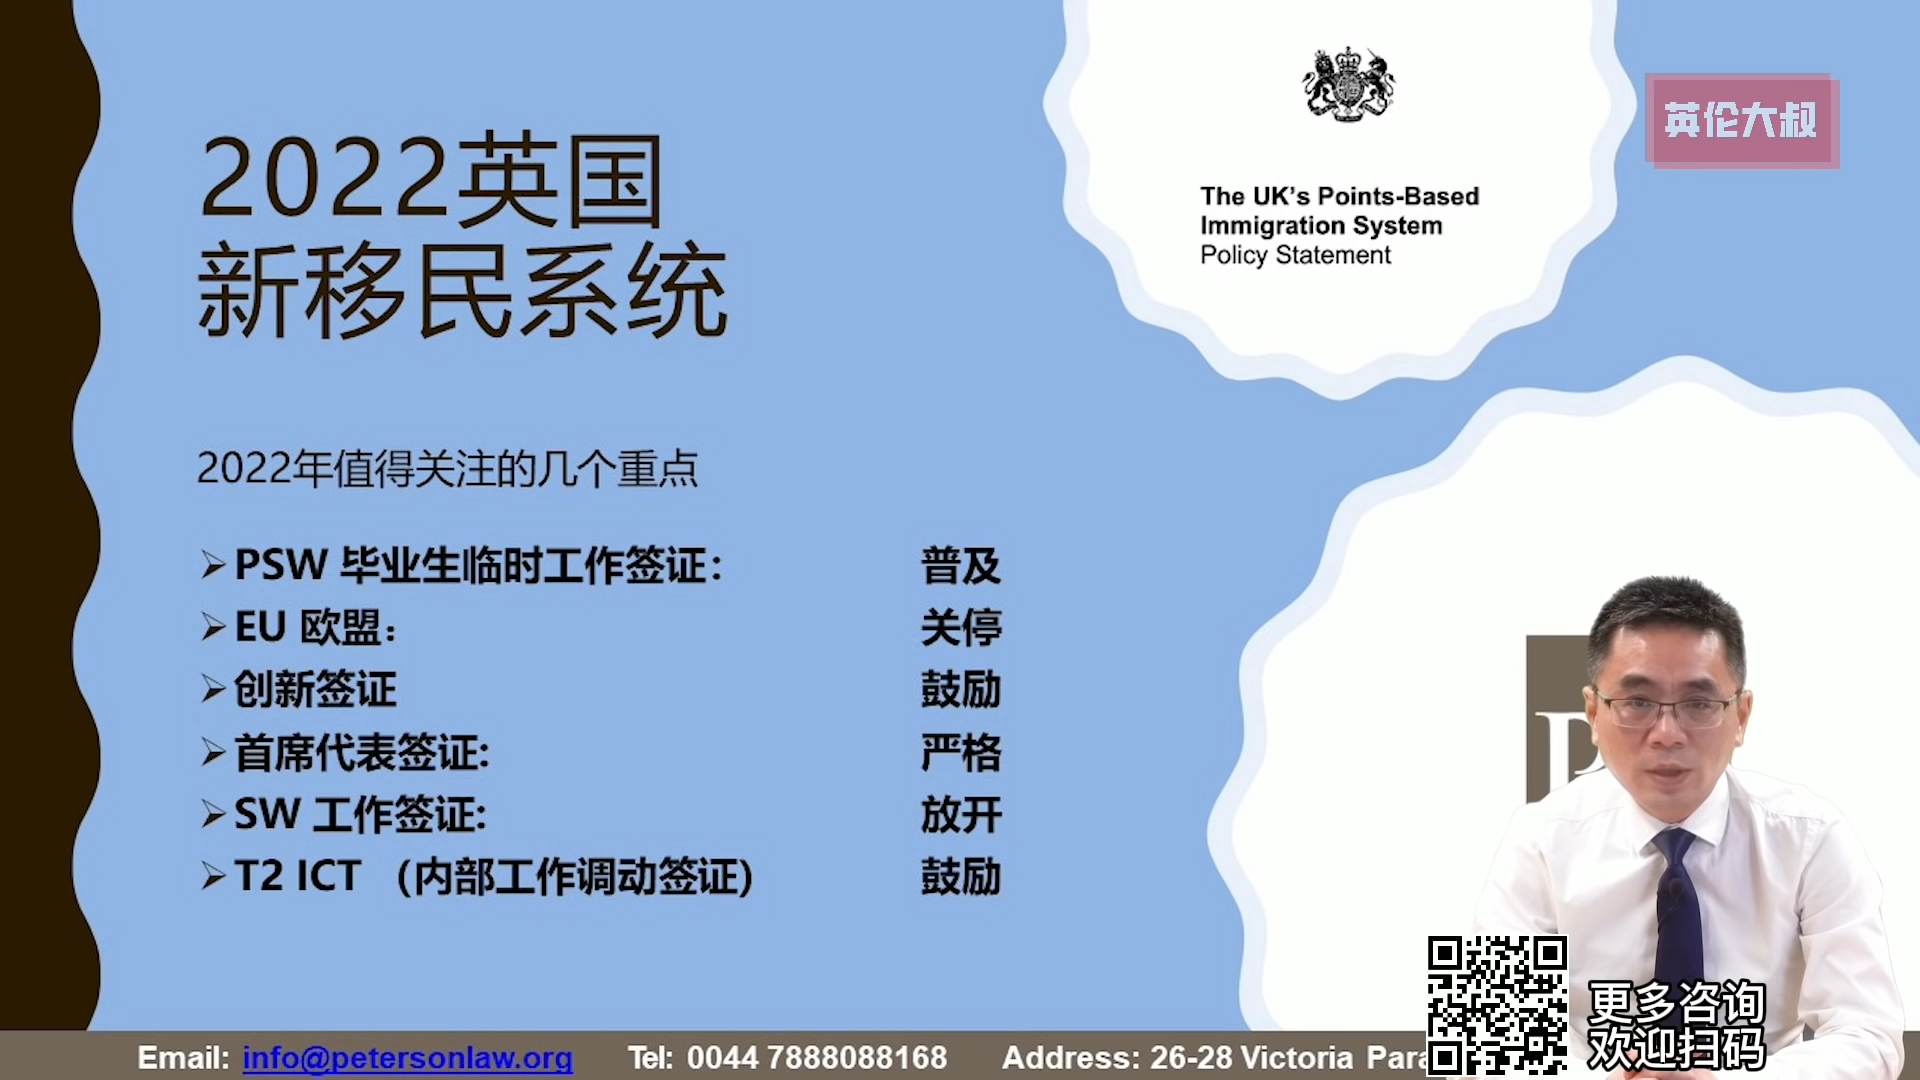 2022英国
新移民系统
The UK’s Points-Based
Immigration System
Policy Statement
英伦大叔
2022年值得关注的几个重点
PSW 毕业生临时工作签证： 普及
EU 欧盟： 关停
创新签证 鼓励
首席代表签证: 严格
SW 工作签证: 放开
T2 ICT （内部工作调动签证) 鼓励
更多咨询
欢迎扫码
Email: info@petersonlaw.org Tel: 0044 7888088168 Address: 26-28 Victoria